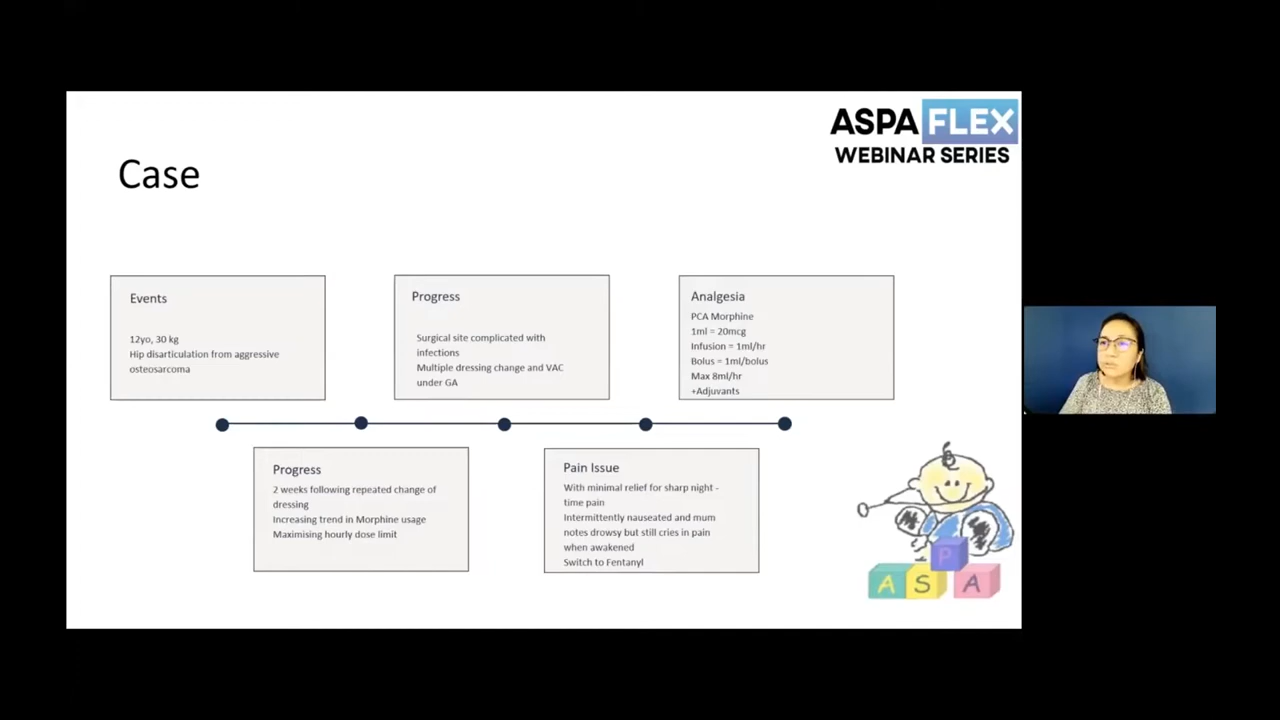 ASPA FLEX
WEBINAR SERIES
Case
Events
12yo, 30 kg
Hip disarticulation from aggressive
osteosarcoma
Progress
Surgical site complicated with
infections
Multiple dressing change and VAC
under GA
Analgesia
PCA Morphine
1ml = 20mcg
Infusion = 1ml/hr
Bolus = 1ml/bolus
Max 8ml/hr
+Adjuvants
Progress
2 weeks following repeated change of
dressing
Increasing trend in Morphine usage
Maximising hourly dose limit
Pain Issue
With minimal relief for sharp night -
time pain
Intermittently nauseated and mum
notes drowsy but still cries in pain
when awakened
Switch to Fentanyl
P
A S A